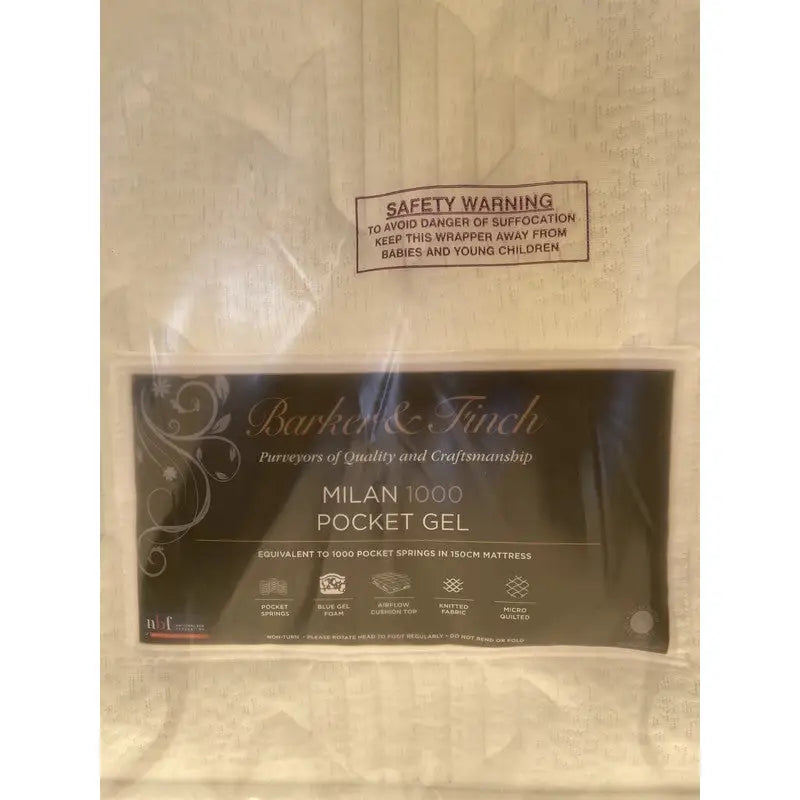 SAFETY WARNING
TO AVOID DANGER OF SUFFOCATION
KEEP THIS WRAPPER AWAY FROM
BABIES AND YOUNG CHILDREN
Barker & Finch
Purveyors of Quality and Craftsmanship
MILAN 1000
POCKET GEL
EQUIVALENT TO 1000 POCKET SPRINGS IN 150CM MATTRESS
POCKET SPRINGS
BLUE GEL FOAM
AIRFLOW CUSHION TOP
KNITTED FABRIC
MICRO QUILTED
nbf
NON-TURN • PLEASE ROTATE HEAD TO FOOT REGULARLY • DO NOT BEND OR FOLD